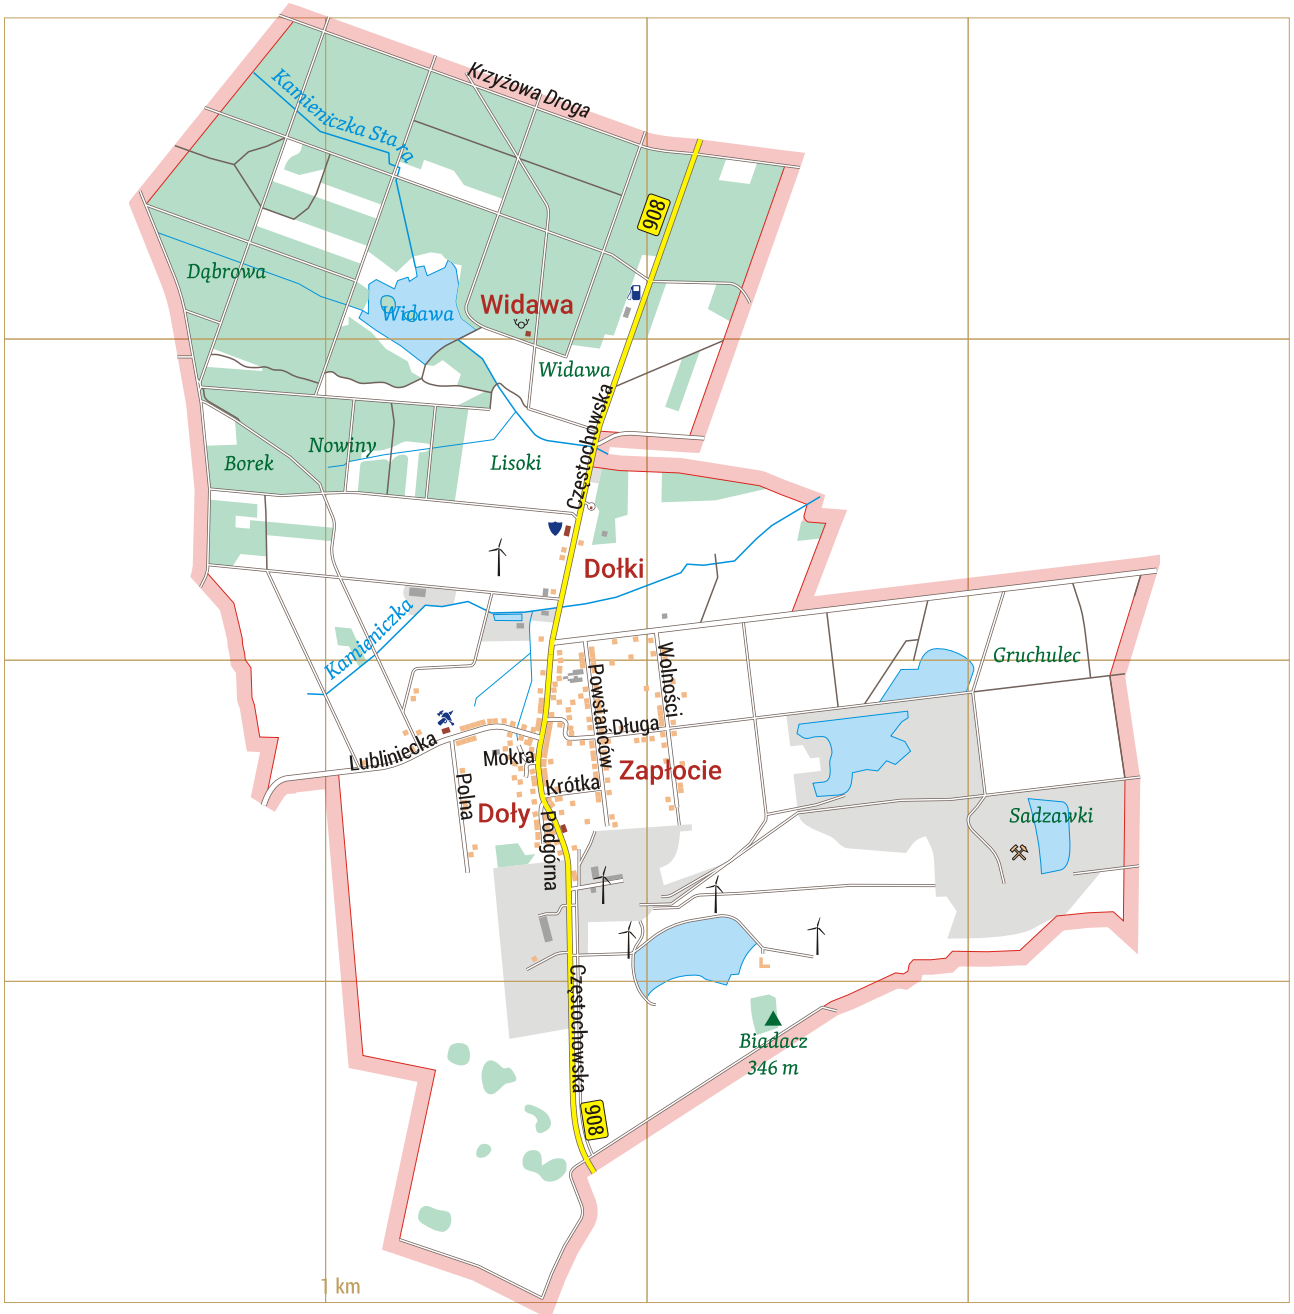 Krzyżowa Droga
Kamieniczka Stara
908
Dąbrowa
Widawa
Widawa
Widawa
Częstochowska
Nowiny
Borek
Lisoki
Dołki
Kamieniczka
Wolności
Gruchulec
Powstańców
Długa
Lubliniecka
Mokra
Zapłocie
Krótka
Polna
Doły
Podgórna
Sadzawki
Częstochowska
Biadacz
346 m
908
1 km